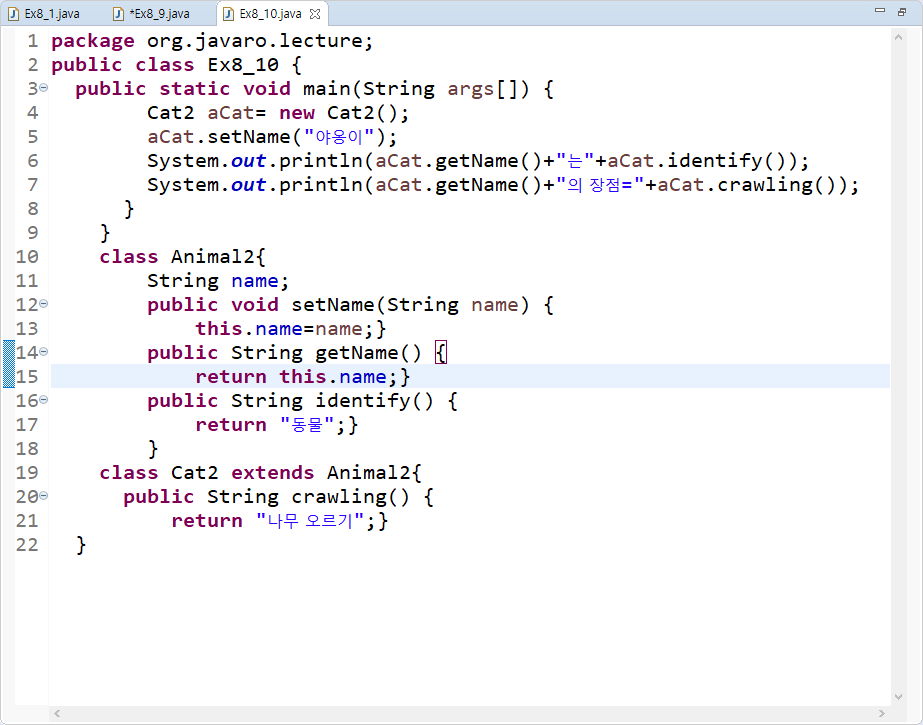 Ex8_1.java *Ex8_9.java Ex8_10.java
1 package org.javaro.lecture;
2 public class Ex8_10 {
3 public static void main(String args[]) {
4 Cat2 aCat= new Cat2();
5 aCat.setName("야옹이");
6 System.out.println(aCat.getName()+"는"+aCat.identify());
7 System.out.println(aCat.getName()+"의 장점="+aCat.crawling());
8 }
9 }
10 class Animal2{
11 String name;
12 public void setName(String name) {
13 this.name=name;}
14 public String getName() {
15 return this.name;}
16 public String identify() {
17 return "동물";}
18 }
19 class Cat2 extends Animal2{
20 public String crawling() {
21 return "나무 오르기";}
22 }